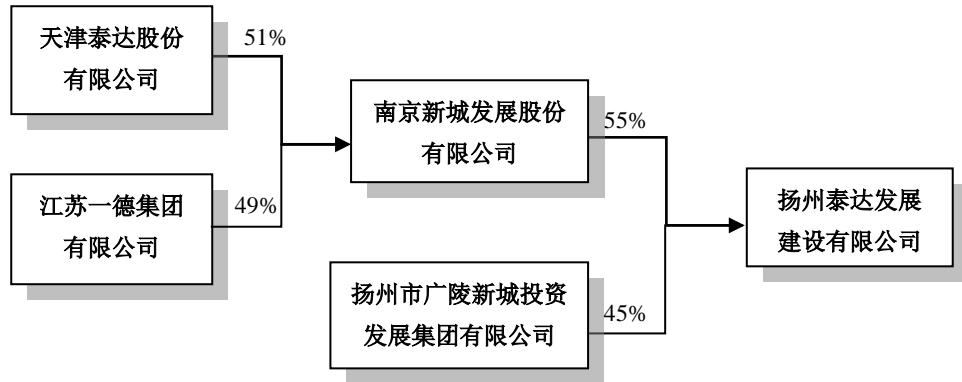 天津泰达股份
有限公司
51%
江苏一德集团
有限公司
49%
南京新城发展股份
有限公司
55%
扬州市广陵新城投资
发展集团有限公司
45%
扬州泰达发展
建设有限公司